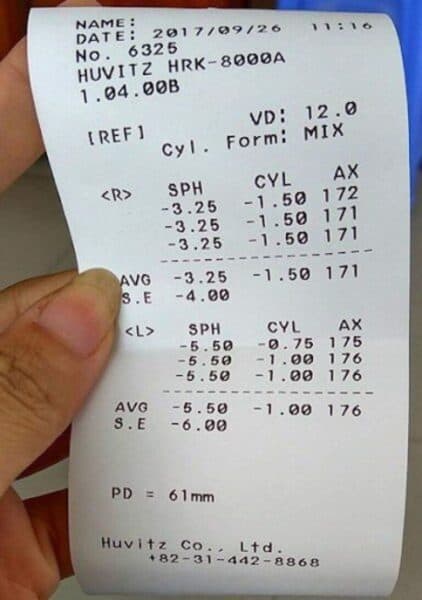 NAME:
DATE: 2017/09/26 11:16
No. 6325
HUVITZ HRK-8000A
1.04.00B
VD: 12.0
[REF] Cyl. Form: MIX
<R> SPH CYL AX
-3.25 -1.50 172
-3.25 -1.50 171
-3.25 -1.50 171
AVG -3.25 -1.50 171
S.E -4.00
<L> SPH CYL AX
-5.50 -0.75 175
-5.50 -1.00 176
-5.50 -1.00 176
AVG -5.50 -1.00 176
S.E -6.00
PD = 61mm
Huvitz Co., Ltd.
+82-31-442-8868